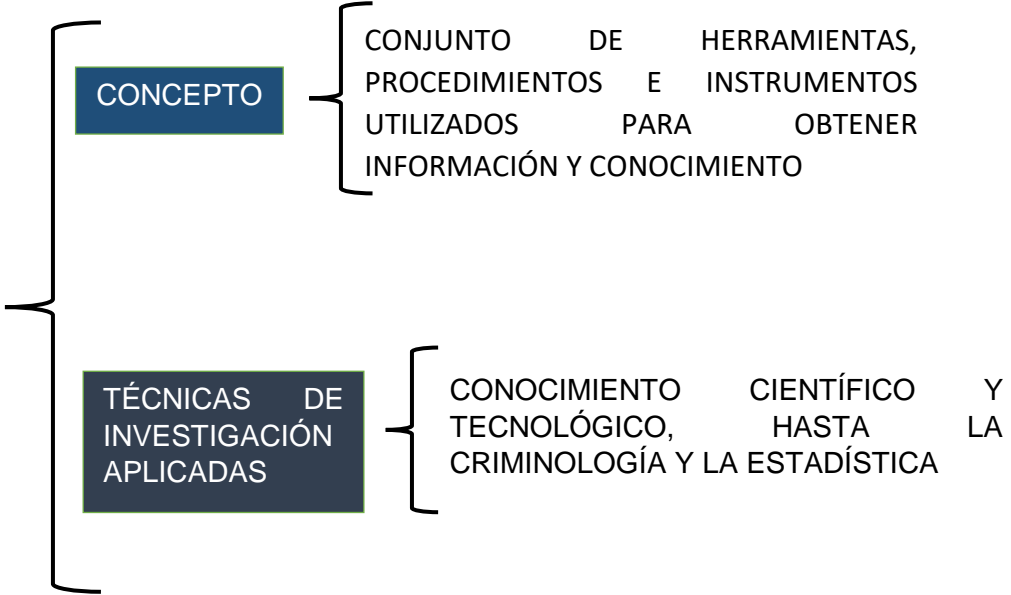 CONCEPTO
CONJUNTO DE HERRAMIENTAS,
PROCEDIMIENTOS E INSTRUMENTOS
UTILIZADOS PARA OBTENER
INFORMACIÓN Y CONOCIMIENTO
TÉCNICAS DE
INVESTIGACIÓN
APLICADAS
CONOCIMIENTO CIENTÍFICO Y
TECNOLÓGICO, HASTA LA
CRIMINOLOGÍA Y LA ESTADÍSTICA